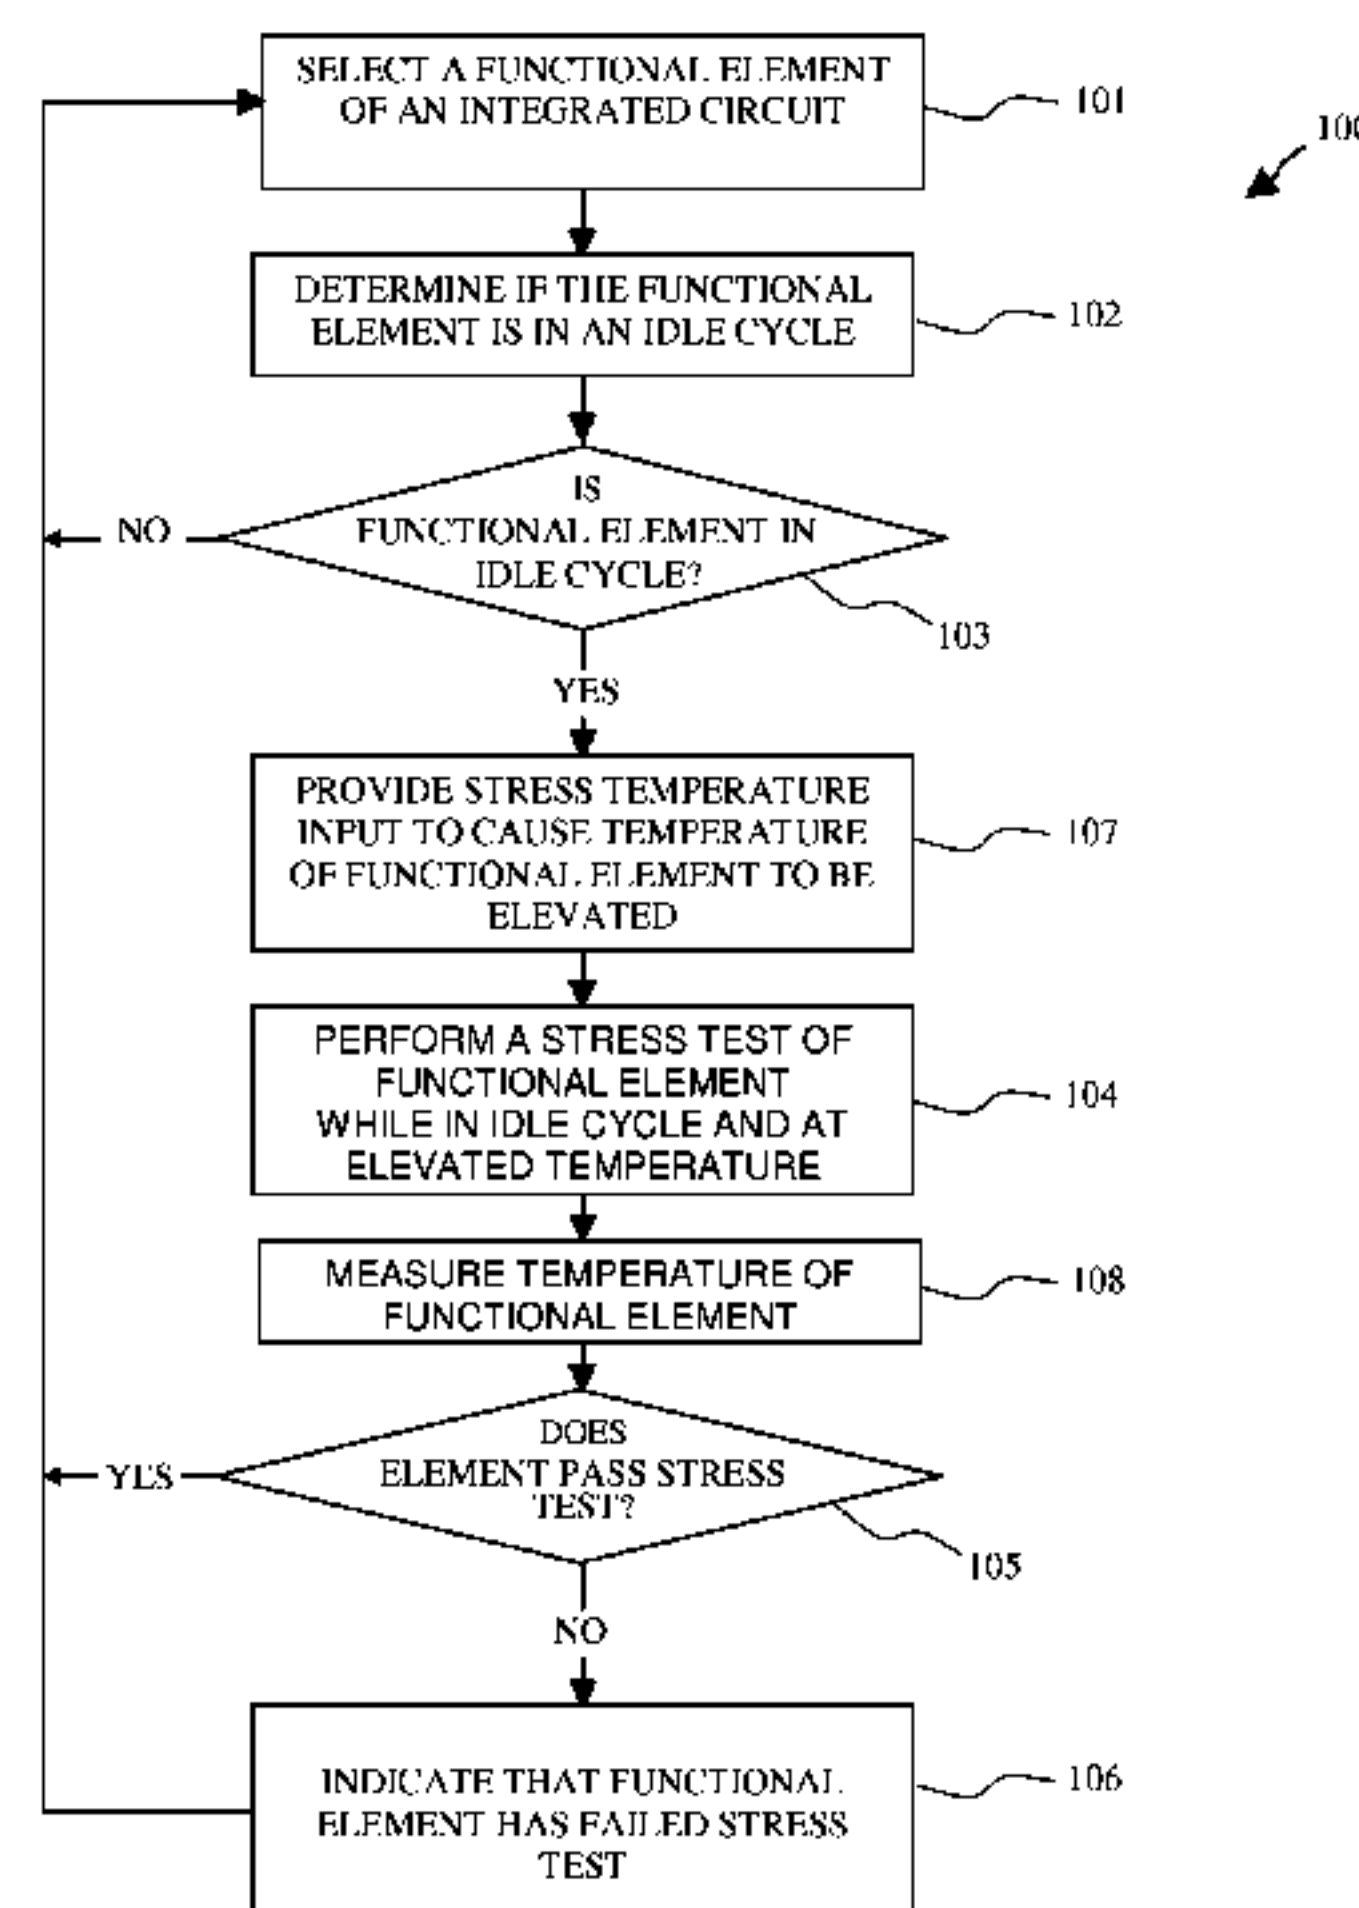 SELECT A FUNCTIONAL ELEMENT
OF AN INTEGRATED CIRCUIT
101
100
DETERMINE IF THE FUNCTIONAL
ELEMENT IS IN AN IDLE CYCLE
102
IS
FUNCTIONAL ELEMENT IN
IDLE CYCLE?
NO
103
YES
PROVIDE STRESS TEMPERATURE
INPUT TO CAUSE TEMPERATURE
OF FUNCTIONAL ELEMENT TO BE
ELEVATED
107
PERFORM A STRESS TEST OF
FUNCTIONAL ELEMENT
WHILE IN IDLE CYCLE AND AT
ELEVATED TEMPERATURE
104
MEASURE TEMPERATURE OF
FUNCTIONAL ELEMENT
108
DOES
ELEMENT PASS STRESS
TEST?
YES
105
NO
INDICATE THAT FUNCTIONAL
ELEMENT HAS FAILED STRESS
TEST
106